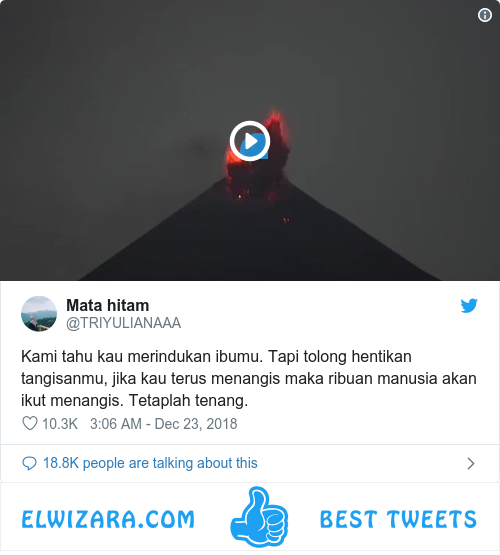 Mata hitam
@TRIYULIANAAA
Kami tahu kau merindukan ibumu. Tapi tolong hentikan
tangisanmu, jika kau terus menangis maka ribuan manusia akan
ikut menangis. Tetaplah tenang.
10.3K 3:06 AM - Dec 23, 2018
18.8K people are talking about this
ELWIZARA.COM BEST TWEETS